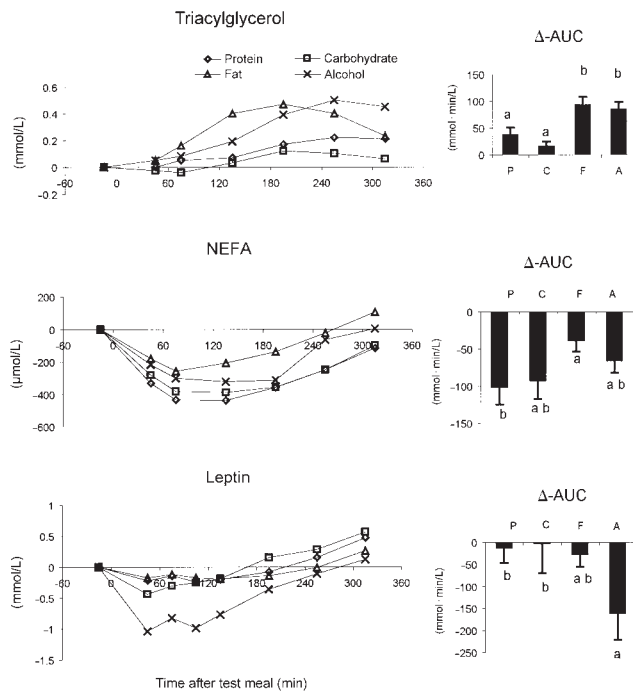 Triacylglycerol
Protein
Carbohydrate
Fat
Alcohol
(mmol/L)
0.6
0.4
0.2
0
0.2
-60
0
60
120
180
240
300
360
Δ-AUC
(mmol· min/L)
150
100
50
0
a
a
b
b
P
C
F
A
NEFA
(µmol/L)
200
0
-200
-400
-600
-60
0
60
120
180
240
300
360
Δ-AUC
P
C
F
A
(mmol· min/L)
0
-50
-100
-150
b
a b
a
a b
Leptin
(mmol/L)
1
0.5
0
-0.5
-1
-1.5
-60
0
60
120
180
240
300
360
Time after test meal (min)
Δ-AUC
P
C
F
A
(mmol· min/L)
0
-50
-100
-150
-200
-250
b
b
a b
a